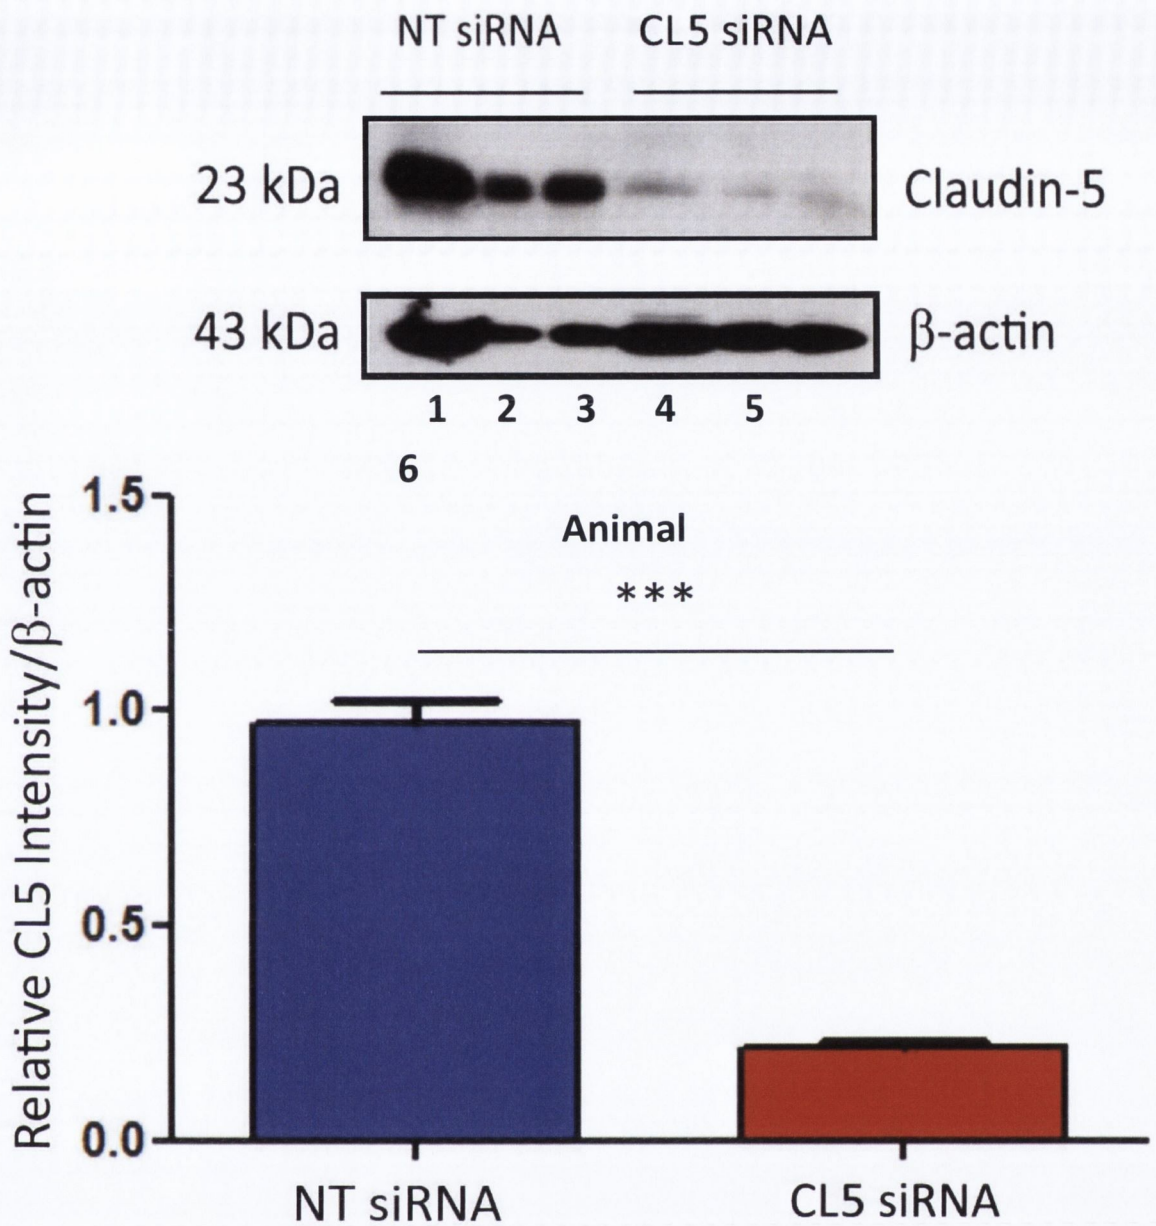 NT siRNA CL5 siRNA
23 kDa Claudin-5
43 kDa β-actin
1 2 3 4 5
6
Animal
***
Relative CL5 Intensity/β-actin
1.5
1.0
0.5
0.0
NT siRNA CL5 siRNA